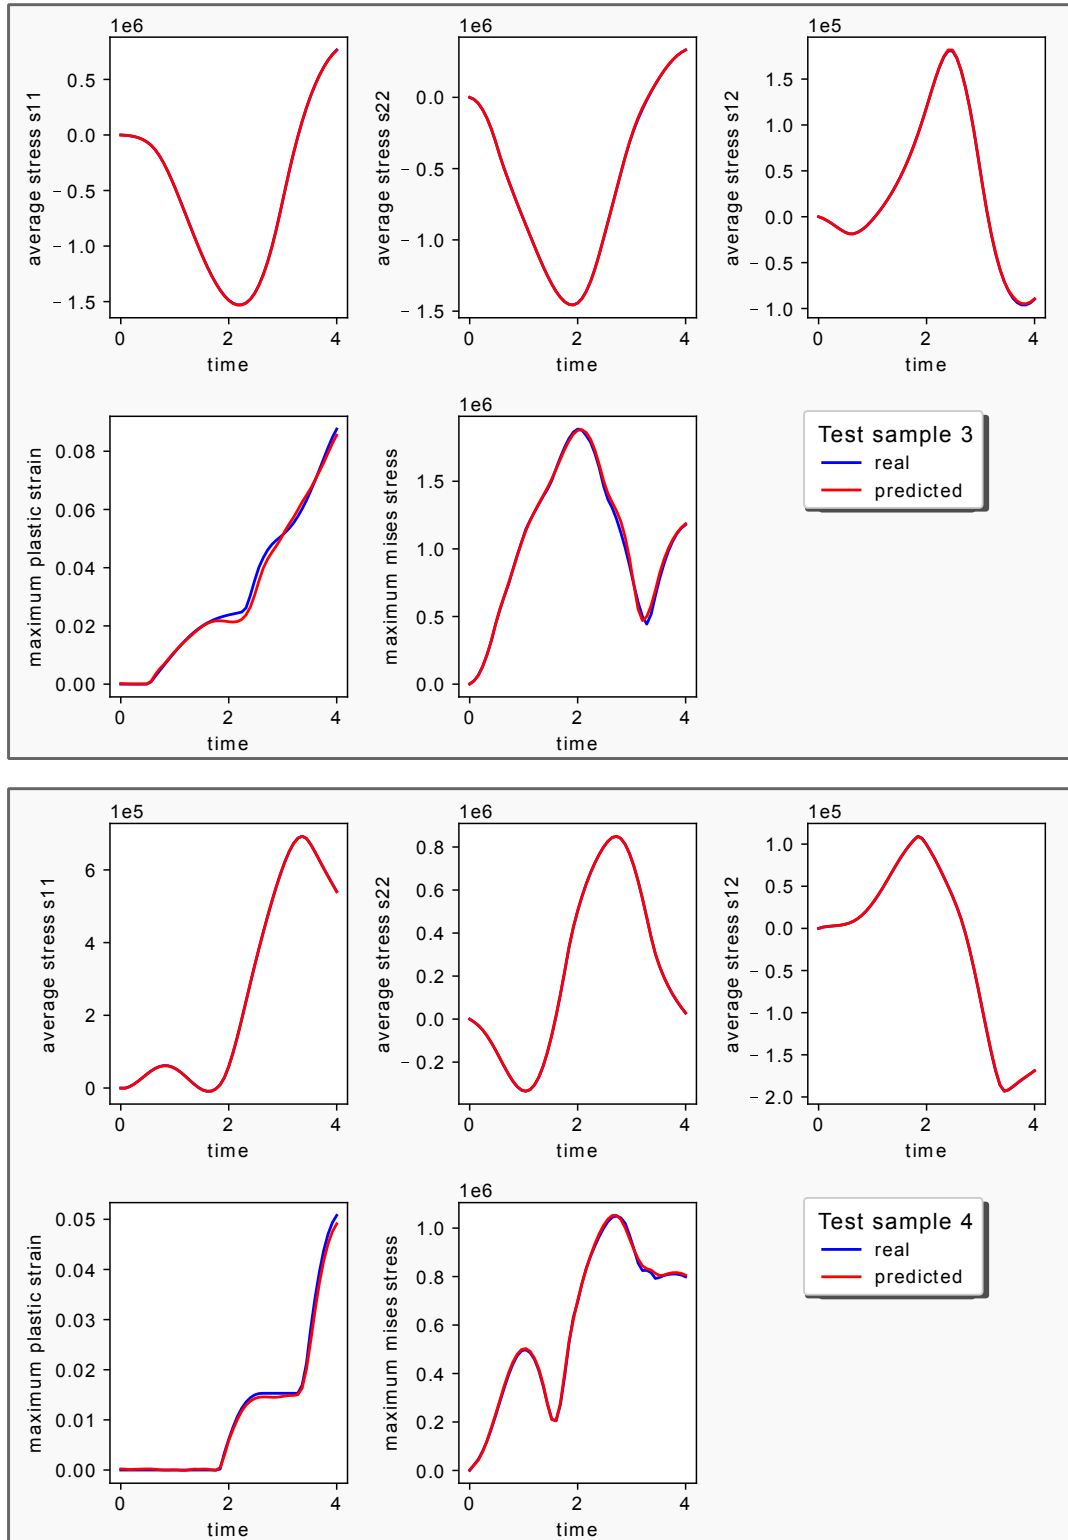 1e6
average stress s11
0.5
0.0
− 0.5
− 1.0
− 1.5
0 2 4
time
1e6
average stress s22
0.0
− 0.5
− 1.0
− 1.5
0 2 4
time
1e5
average stress s12
1.5
1.0
0.5
0.0
− 0.5
− 1.0
0 2 4
time
maximum plastic strain
0.08
0.06
0.04
0.02
0.00
0 2 4
time
1e6
maximum mises stress
1.5
1.0
0.5
0.0
0 2 4
time
Test sample 3
real
predicted
1e5
average stress s11
6
4
2
0
0 2 4
time
1e6
average stress s22
0.8
0.6
0.4
0.2
0.0
− 0.2
0 2 4
time
1e5
average stress s12
1.0
0.5
0.0
− 0.5
− 1.0
− 1.5
− 2.0
0 2 4
time
maximum plastic strain
0.05
0.04
0.03
0.02
0.01
0.00
0 2 4
time
1e6
maximum mises stress
1.0
0.8
0.6
0.4
0.2
0.0
0 2 4
time
Test sample 4
real
predicted